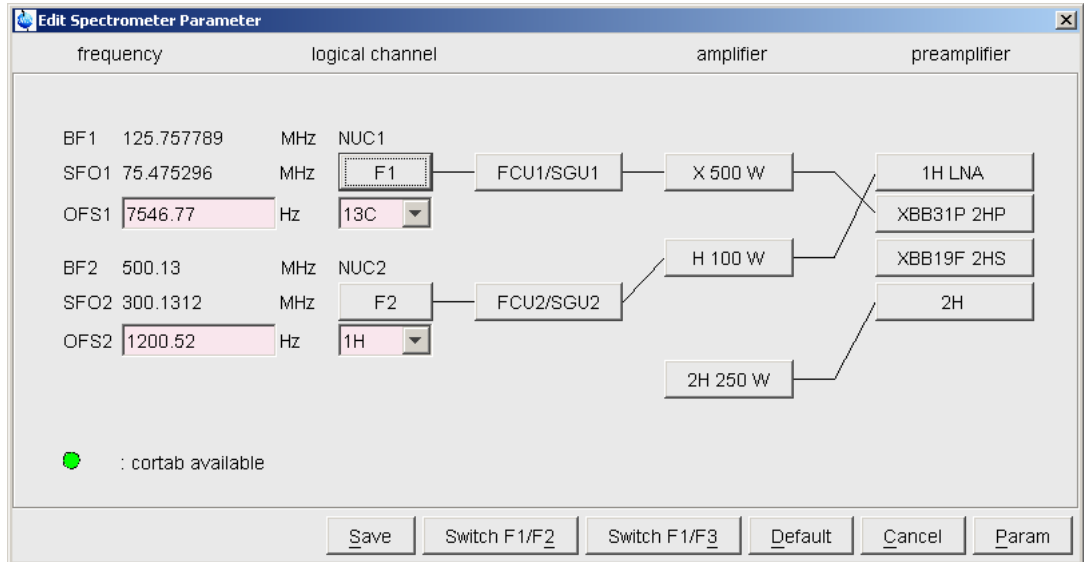 Edit Spectrometer Parameter
frequency logical channel amplifier preamplifier
BF1 125.757789 MHz NUC1
SFO1 75.475296 MHz F1 FCU1/SGU1 X 500 W 1H LNA
OFS1 7546.77 Hz 13C XBB31P 2HP
H 100 W XBB19F 2HS
BF2 500.13 MHz NUC2
SFO2 300.1312 MHz F2 FCU2/SGU2 2H
OFS2 1200.52 Hz 1H
2H 250 W
: cortab available
Save Switch F1/F2 Switch F1/F3 Default Cancel Param